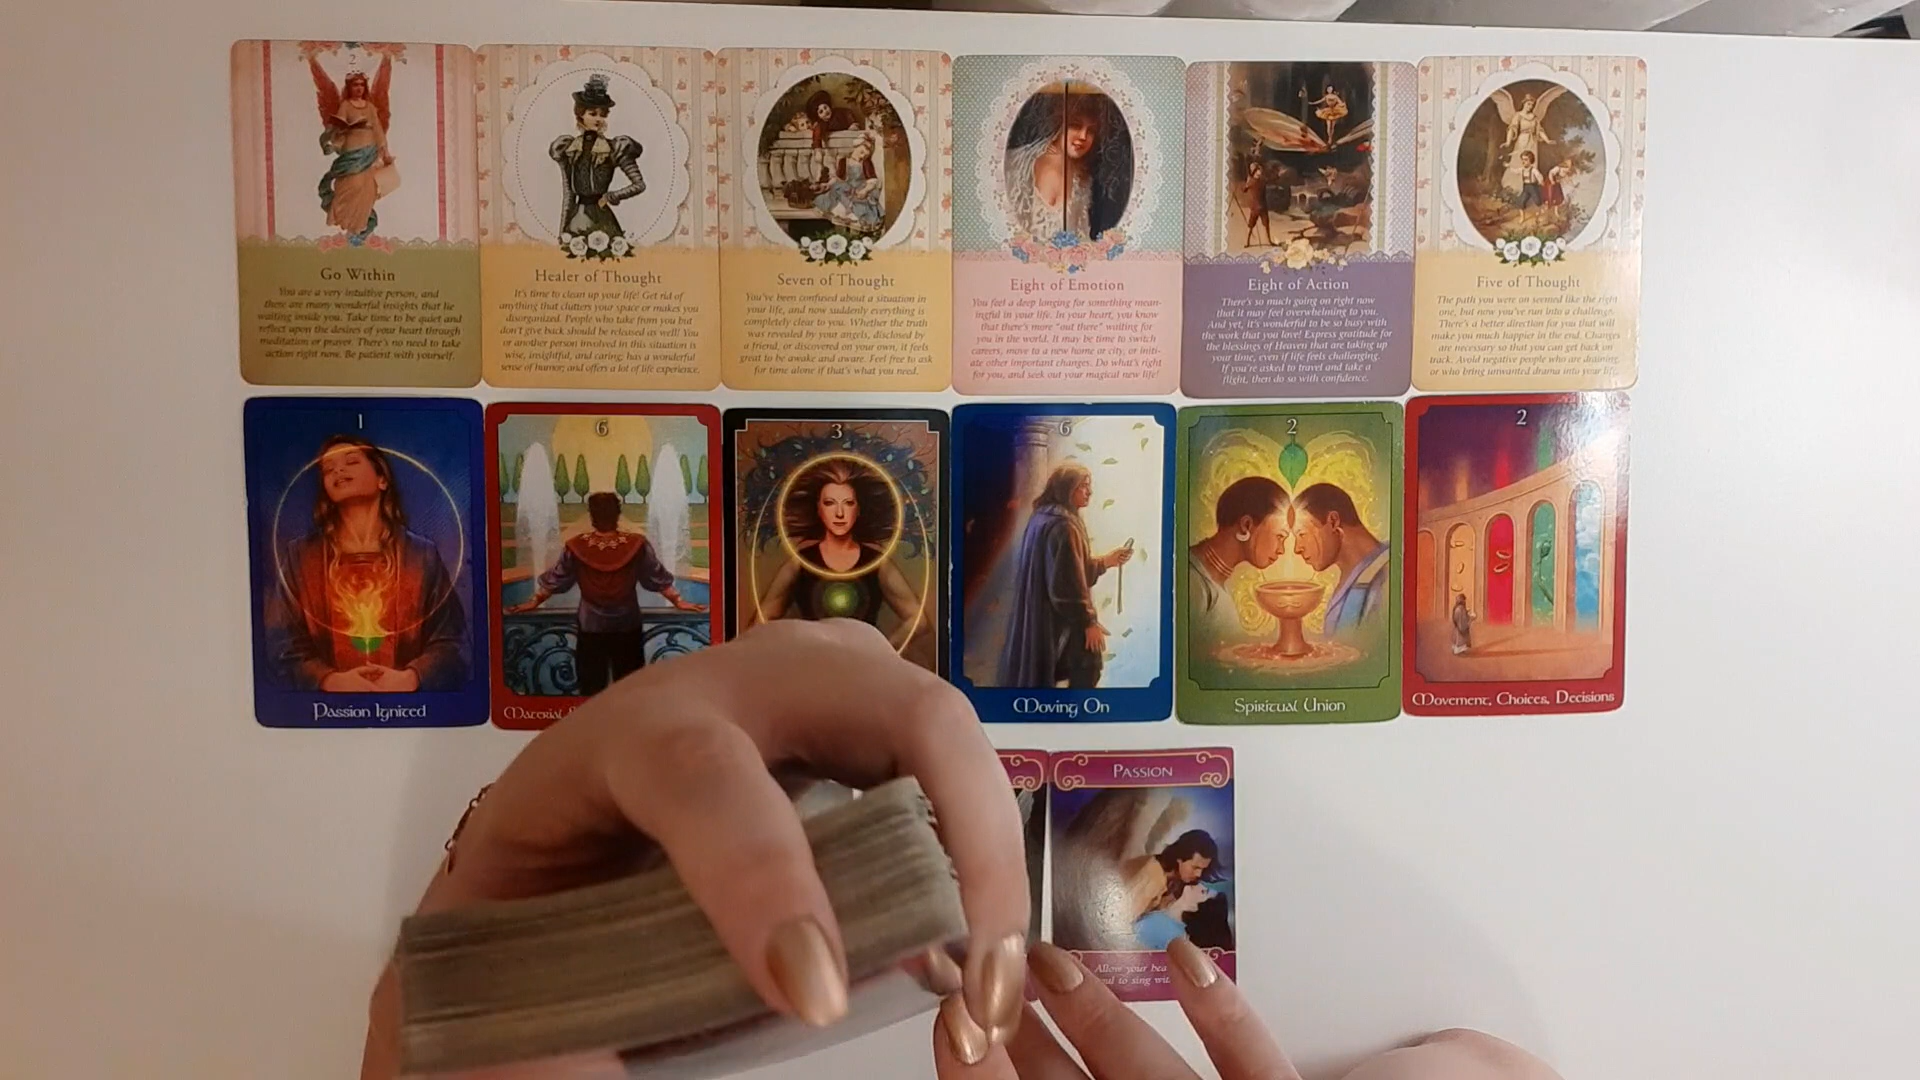 2
Go Within
You are a very intuitive person, and
there are many wonderful insights that lie
waiting inside you. Take time to be quiet and
reflect upon the desires of your heart through
meditation or prayer. There's no need to take
action right now. Be patient with yourself.
Healer of Thought
It's time to clean up your life! Get rid of
anything that clutters your space or makes you
disorganized. People who take from you but
don't give back should be released as well! You
or another person involved in this situation is
wise, insightful, and caring; has a wonderful
sense of humor; and offers a lot of life experience.
Seven of Thought
You've been confused about a situation in
your life, and now suddenly everything is
completely clear to you. Whether the truth
was revealed by your angels, disclosed by
a friend, or discovered on your own, it feels
great to be awake and aware. Feel free to ask
for time alone if that's what you need.
Eight of Emotion
You feel a deep longing for something mean-
ingful in your life. In your heart, you know
that there's more "out there" waiting for
you in the world. It may be time to switch
careers, move to a new home or city, or initi-
ate other important changes. Do what's right
for you, and seek out your magical new life!
Eight of Action
There's so much going on right now
that it may feel overwhelming to you.
And yet, it's wonderful to be so busy with
the work that you love! Express gratitude for
the blessings of Heaven that are taking up
your time, even if life feels challenging.
If you're asked to travel and take a
flight, then do so with confidence.
Five of Thought
The path you were on seemed like the right
one, but now you've run into a challenge.
There's a better direction for you that will
make you much happier in the end. Changes
are necessary so that you can get back on
track. Avoid negative people who are draining
or who bring unwanted drama into your life.
1
Passion Ignited
6
Material
3
6
Moving On
2
Spiritual Union
2
Movement, Choices, Decisions
PASSION
Allow your
to sing